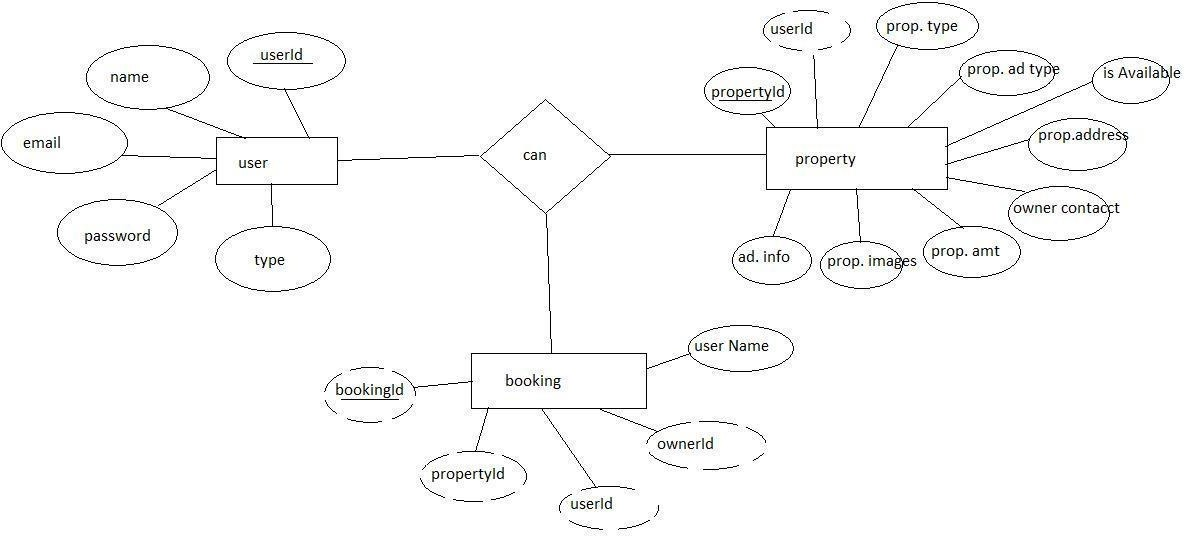 userId
name
email
user
password
type
can
userId
prop. type
prop. ad type
is Available
propertyId
prop.address
property
owner contacct
ad. info
prop. images
prop. amt
user Name
booking
bookingId
ownerId
propertyId
userId